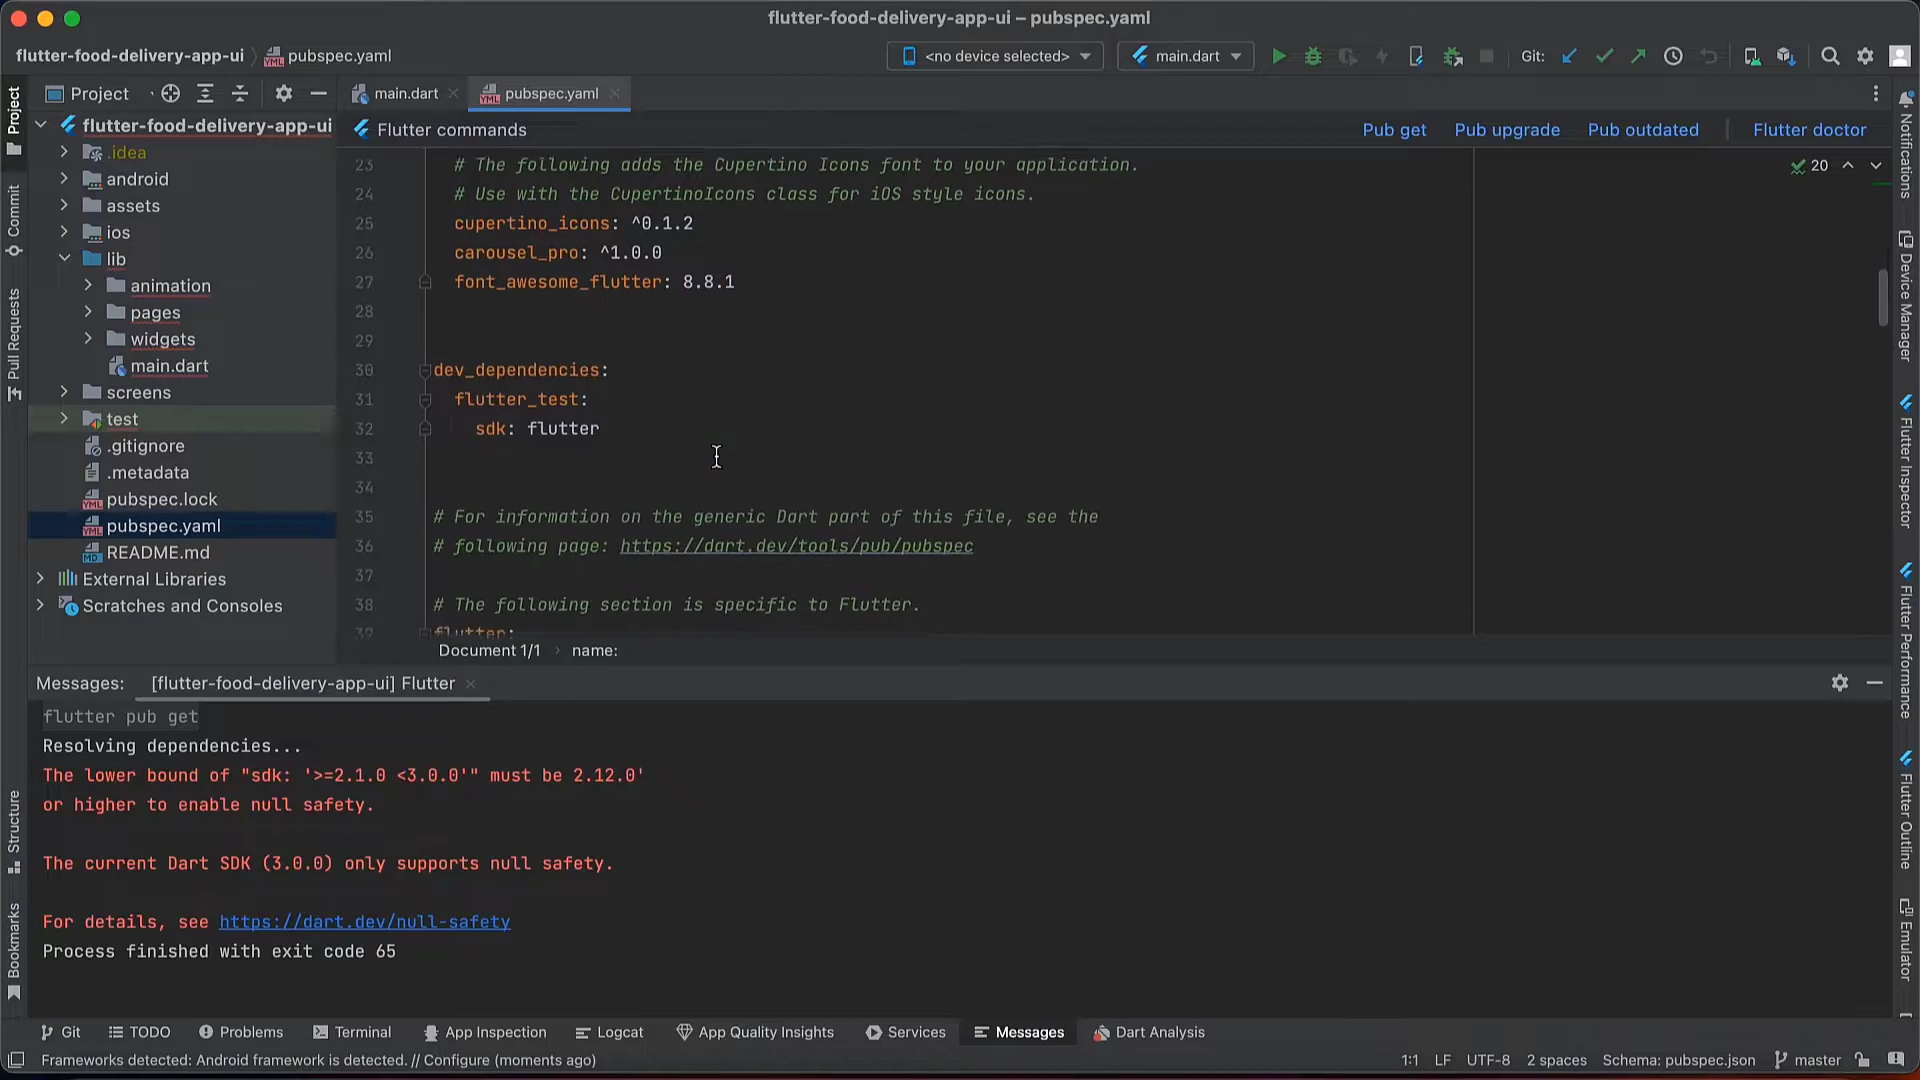 flutter-food-delivery-app-ui – pubspec.yaml
flutter-food-delivery-app-ui
pubspec.yaml
<no device selected>
main.dart
Git:
Project
main.dart
pubspec.yaml
Flutter commands
Pub get
Pub upgrade
Pub outdated
Flutter doctor
flutter-food-delivery-app-ui
.idea
android
assets
ios
lib
animation
pages
widgets
main.dart
screens
test
.gitignore
.metadata
pubspec.lock
pubspec.yaml
README.md
External Libraries
Scratches and Consoles
20
23 # The following adds the Cupertino Icons font to your application.
24 # Use with the CupertinoIcons class for iOS style icons.
25 cupertino_icons: ^0.1.2
26 carousel_pro: ^1.0.0
27 font_awesome_flutter: 8.8.1
28
29
30 dev_dependencies:
31 flutter_test:
32 sdk: flutter
33
34
35 # For information on the generic Dart part of this file, see the
36 # following page: https://dart.dev/tools/pub/pubspec
37
38 # The following section is specific to Flutter.
39 flutter:
Document 1/1
name:
Messages:
[flutter-food-delivery-app-ui] Flutter
flutter pub get
Resolving dependencies...
The lower bound of "sdk: '>=2.1.0 <3.0.0'" must be 2.12.0'
or higher to enable null safety.
The current Dart SDK (3.0.0) only supports null safety.
For details, see https://dart.dev/null-safety
Process finished with exit code 65
Git
TODO
Problems
Terminal
App Inspection
Logcat
App Quality Insights
Services
Messages
Dart Analysis
Frameworks detected: Android framework is detected. // Configure (moments ago)
1:1
LF
UTF-8
2 spaces
Schema: pubspec.json
master
Project
Commit
Pull Requests
Structure
Bookmarks
Notifications
Device Manager
Flutter Inspector
Flutter Performance
Flutter Outline
Emulator
YML
YML
YML
YML
YML
MD